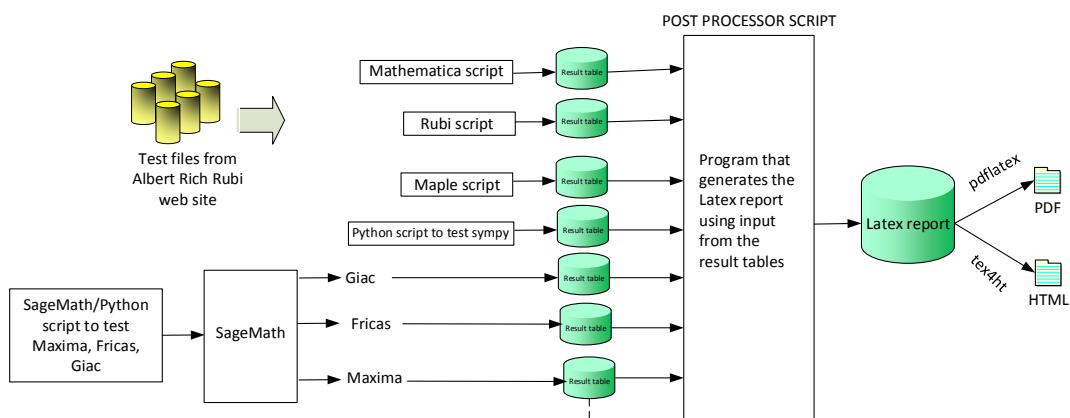 POST PROCESSOR SCRIPT
Mathematica script
Result table
Rubi script
Result table
Test files from
Albert Rich Rubi
web site
Maple script
Result table
Program that
generates the
Latex report
using input
from the
result tables
Python script to test sympy
Result table
Latex report
pdflatex
PDF
tex4ht
HTML
SageMath/Python
script to test
Maxima, Fricas,
Giac
SageMath
Giac
Result table
Fricas
Result table
Maxima
Result table